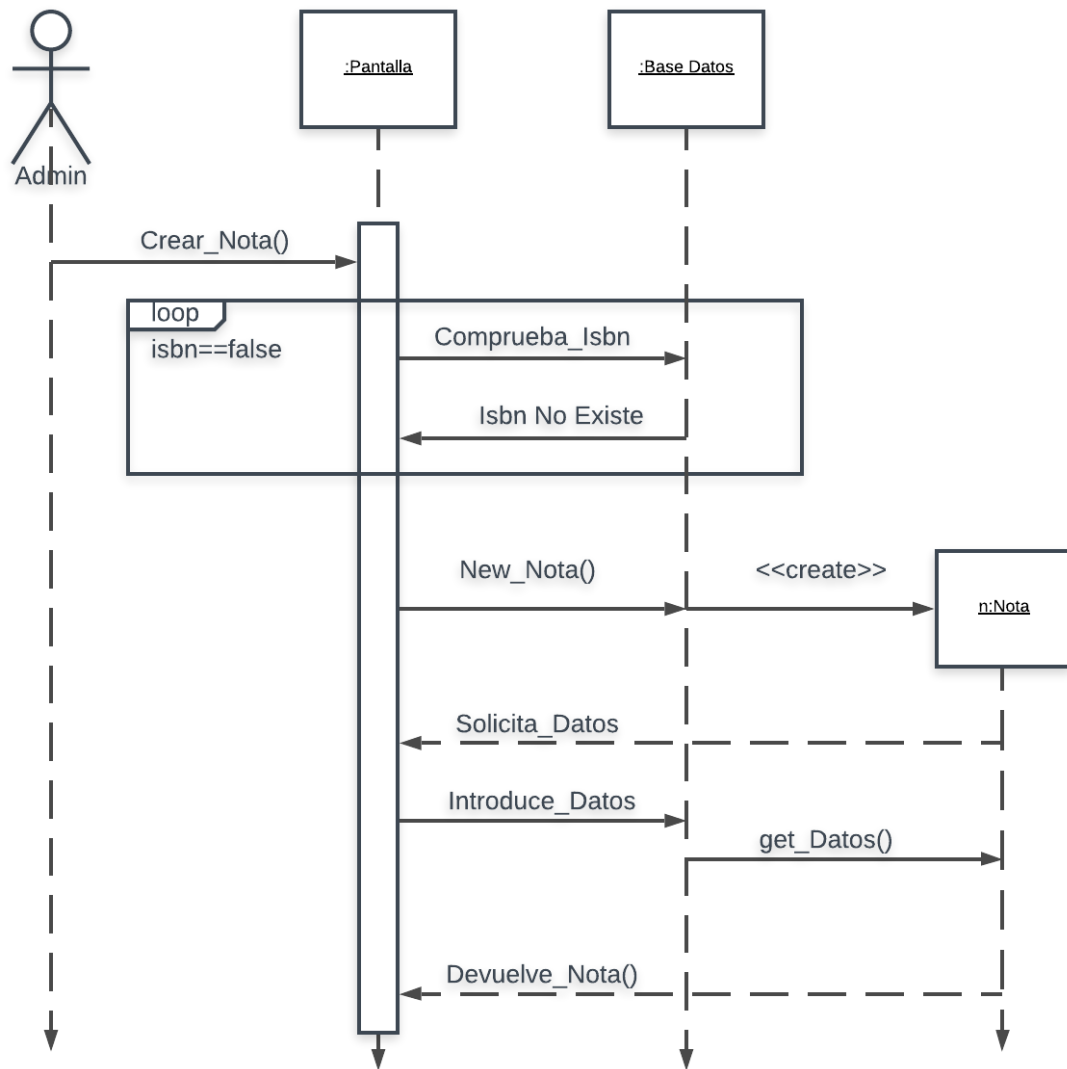 :Pantalla
:Base Datos
Admin
Crear_Nota()
loop
isbn==false
Comprueba_Isbn
Isbn No Existe
New_Nota()
<<create>>
n:Nota
Solicita_Datos
Introduce_Datos
get_Datos()
Devuelve_Nota()